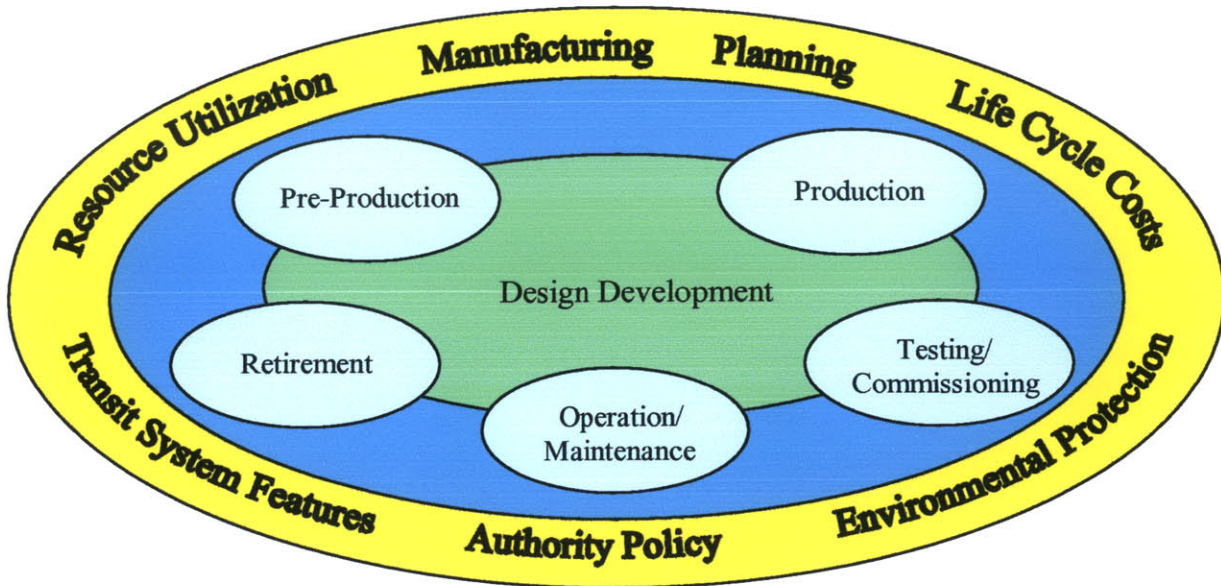 Manufacturing Planning
Resource Utilization
Life Cycle Costs
Pre-Production
Production
Design Development
Retirement
Testing/
Commissioning
Operation/
Maintenance
Transit System Features
Authority Policy
Environmental Protection